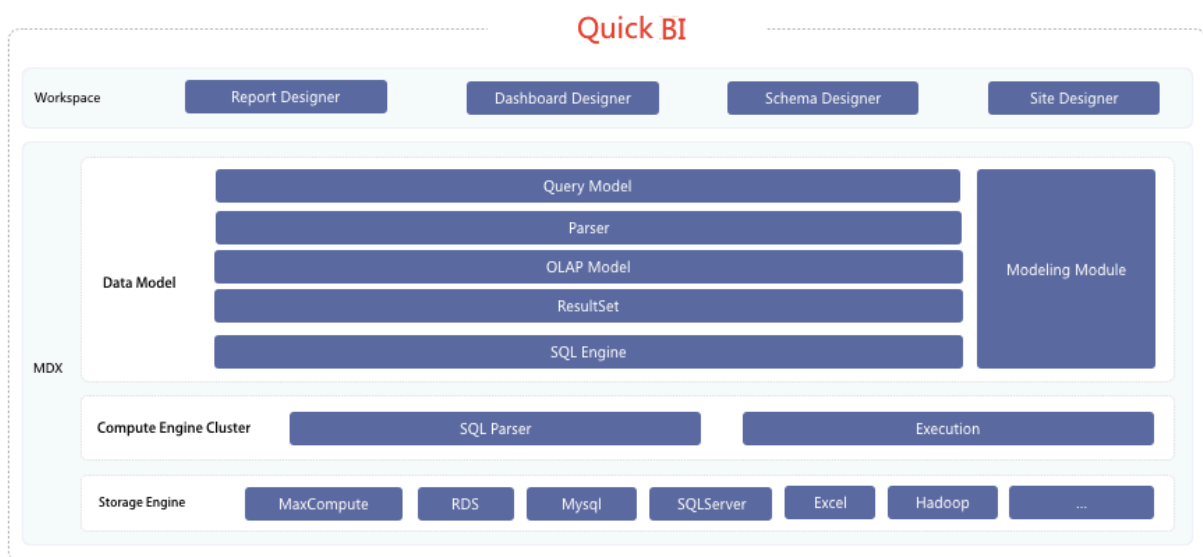 Quick BI
Workspace
Report Designer
Dashboard Designer
Schema Designer
Site Designer
MDX
Data Model
Query Model
Parser
OLAP Model
ResultSet
SQL Engine
Modeling Module
Compute Engine Cluster
SQL Parser
Execution
Storage Engine
MaxCompute
RDS
Mysql
SQLServer
Excel
Hadoop
...